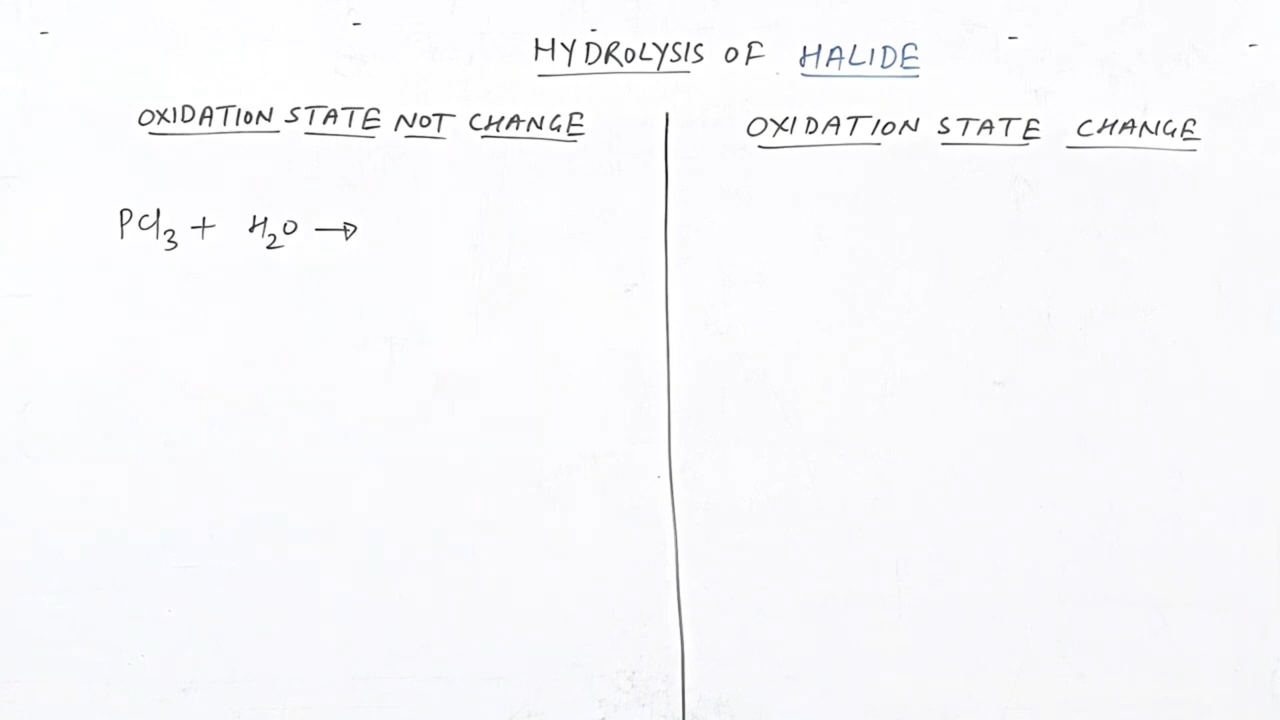 HYDROLYSIS OF HALIDE
OXIDATION STATE NOT CHANGE
OXIDATION STATE CHANGE
PCl₃ + H₂O →